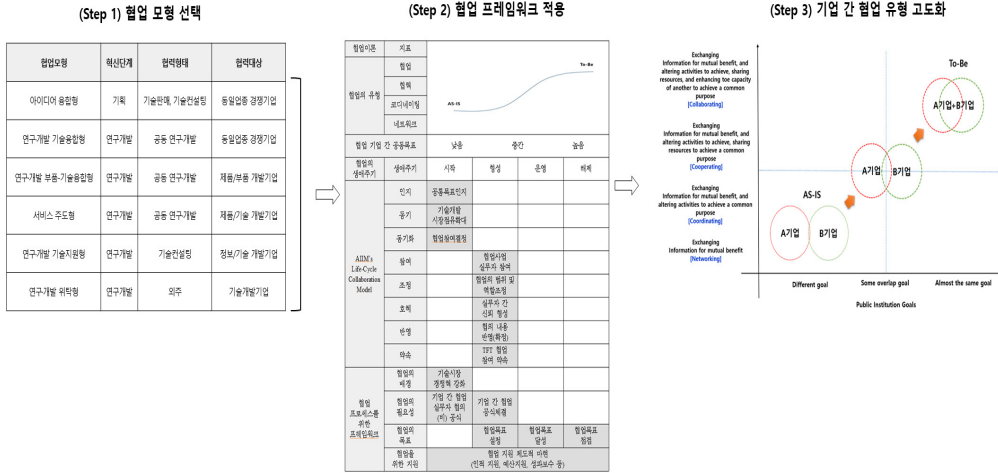 (Step 1) 협업 모형 선택
협업모형 혁신단계 협력형태 협력대상
아이디어 융합형 기획 기술판매, 기술컨설팅 동일업종 경쟁기업
연구개발 기술융합형 연구개발 공동 연구개발 동일업종 경쟁기업
연구개발 부품-기술융합형 연구개발 공동 연구개발 제품/부품 개발기업
서비스 주도형 연구개발 공동 연구개발 제품/기술 개발기업
연구개발 기술지원형 연구개발 기술컨설팅 정보/기술 개발기업
연구개발 위탁형 연구개발 외주 기술개발기업
(Step 2) 협업 프레임워크 적용
협업이론 지표
협업의 유형
협업
협력
코디네이팅
네트워크
AS-IS
To-Be
협업 기업 간 공동목표 낮음 중간 높음
협업의
생애주기
생애주기 시작 형성 운영 해체
AIIM's
Life-Cycle
Collaboration
Model
인지 공통목표인지
동기 기술개발
시장점유확대
동기화 협업참여결정
참여 협업사업
실무자 참여
조정 협업의 범위 및
역할조정
호혜 실무자 간
신뢰 형성
반영 협의 내용
반영(확정)
약속 TFT 협업
참여 약속
협업
프로세스를
위한
프레임워크
협업의
배경
기술시장
경쟁력 강화
협업의
필요성
기업 간 협업
실무자 협의
(비) 공식
기업 간 협업
공식체결
협업의
목표
협업목표
설정
협업목표
달성
협업목표
점검
협업을
위한 지원
협업 지원 제도적 마련
(인적 지원, 예산지원, 성과보수 등)
(Step 3) 기업 간 협업 유형 고도화
Exchanging
Information for mutual benefit, and
altering activities to achieve, sharing
resources, and enhancing toe capacity
of another to achieve a common
purpose
[Collaborating]
Exchanging
Information for mutual benefit, and
altering activities to achieve, sharing
resources to achieve a common
purpose
[Cooperating]
Exchanging
Information for mutual benefit, and
altering activities to achieve a common
purpose
[Coordinating]
Exchanging
Information for mutual benefit
[Networking]
To-Be
A기업+B기업
A기업 B기업
AS-IS
A기업 B기업
Different goal Some overlap goal Almost the same goal
Public Institution Goals